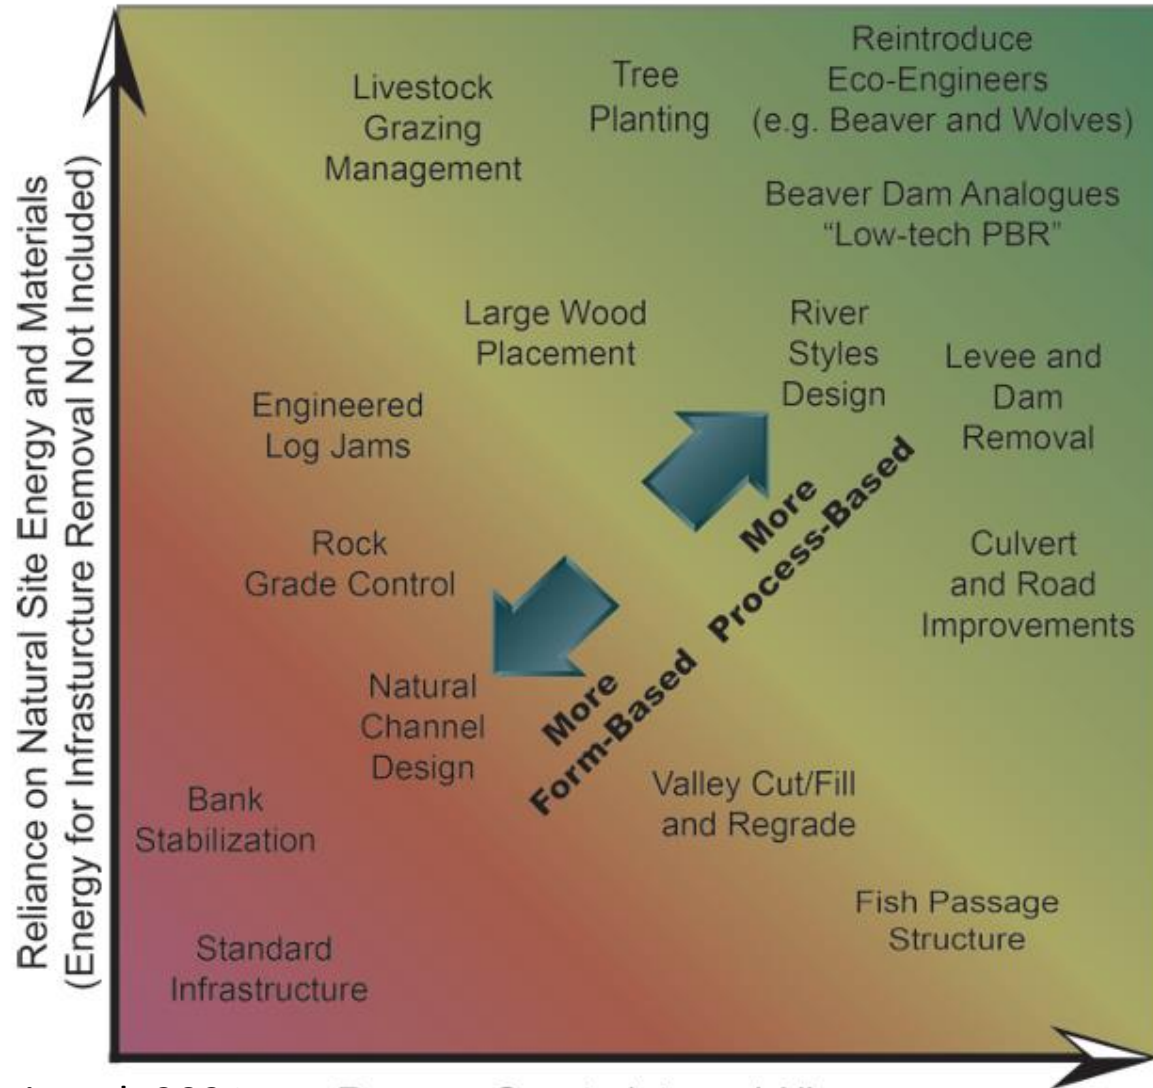 Reliance on Natural Site Energy and Materials
(Energy for Infrasturcture Removal Not Included)
Livestock
Grazing
Management
Tree
Planting
Reintroduce
Eco-Engineers
(e.g. Beaver and Wolves)
Beaver Dam Analogues
“Low-tech PBR”
Large Wood
Placement
River
Styles
Design
Levee and
Dam
Removal
Engineered
Log Jams
More
Process-Based
Rock
Grade Control
Culvert
and Road
Improvements
Natural
Channel
Design
More
Form-Based
Bank
Stabilization
Valley Cut/Fill
and Regrade
Fish Passage
Structure
Standard
Infrastructure